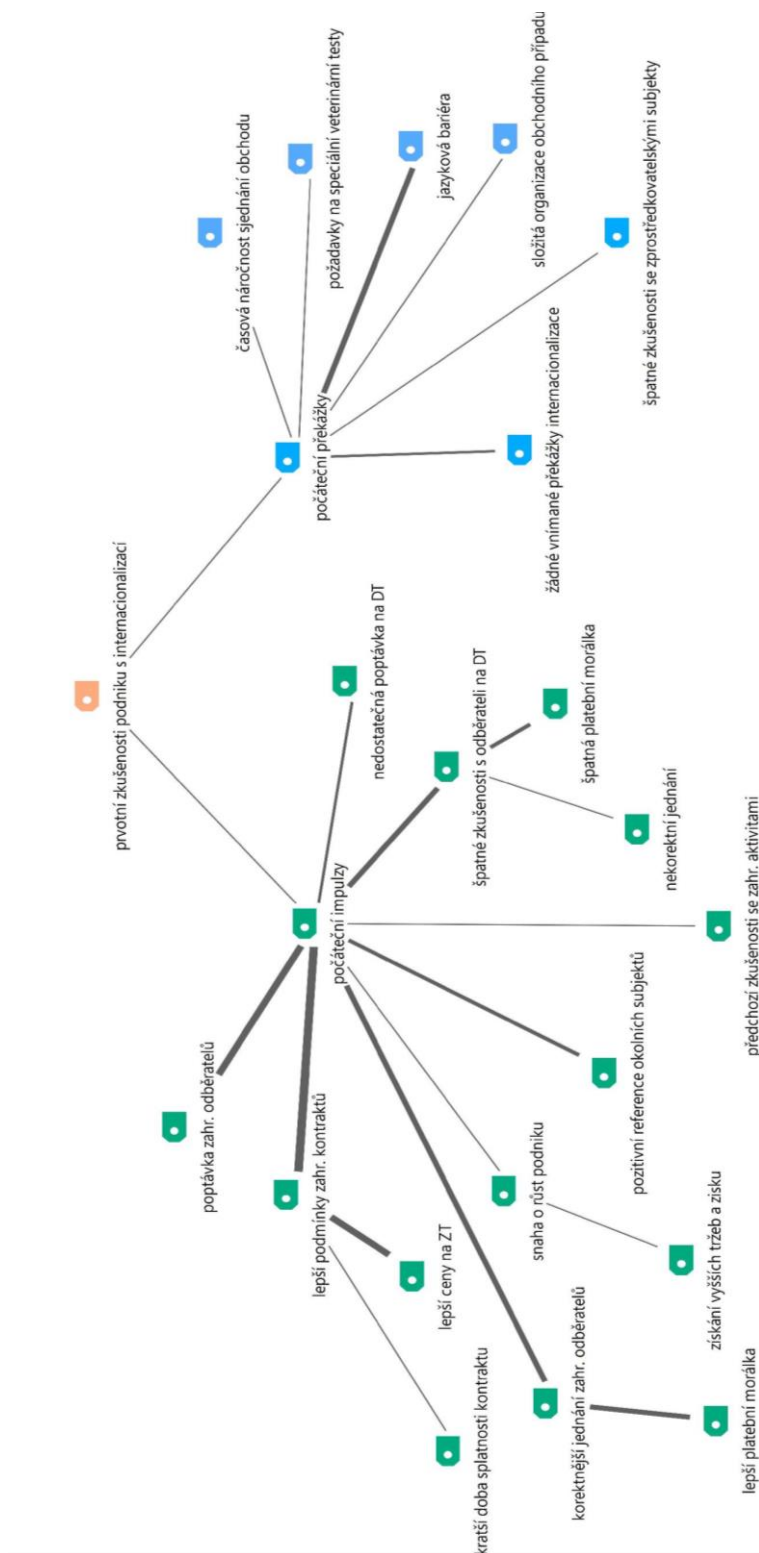 prvotní zkušenosti podniku s internacionalizací
poptávka zahr. odběratelů
časová náročnost sjednání obchodu
lepší podmínky zahr. kontraktů
počáteční impulzy
počáteční překážky
požadavky na speciální veterinární testy
nedostatečná poptávka na DT
lepší ceny na ZT
jazyková bariéra
kratší doba splatnosti kontraktu
špatné zkušenosti s odběrateli na DT
snaha o růst podniku
složitá organizace obchodního případu
žádné vnímané překážky internacionalizace
korektnější jednání zahr. odběratelů
špatná platební morálka
pozitivní reference okolních subjektů
špatné zkušenosti se zprostředkovatelskými subjekty
nekorektní jednání
získání vyšších tržeb a zisku
lepší platební morálka
předchozí zkušenosti se zahr. aktivitami